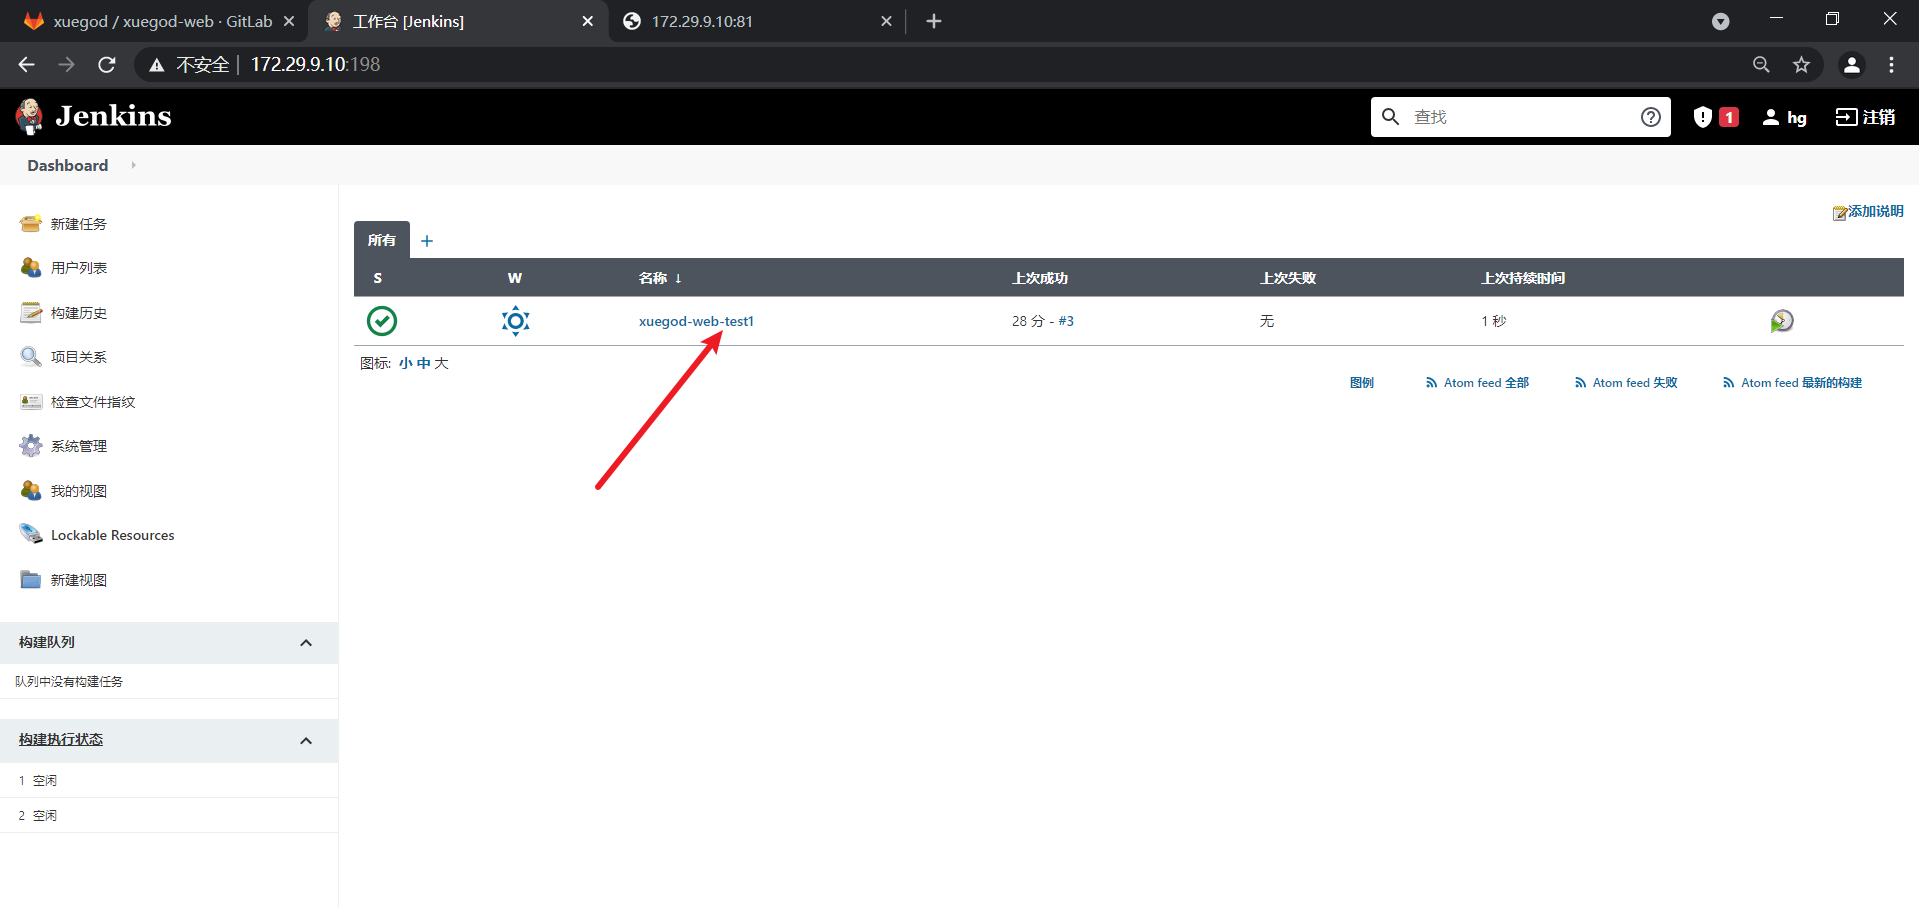 xuegod / xuegod-web · GitLab
工作台 [Jenkins]
172.29.9.10:81
不安全 | 172.29.9.10:198
Jenkins
查找
1
hg
注销
Dashboard
新建任务
用户列表
构建历史
项目关系
检查文件指纹
系统管理
我的视图
Lockable Resources
新建视图
构建队列
队列中没有构建任务
构建执行状态
1 空闲
2 空闲
添加说明
所有 +
S W 名称 ↓ 上次成功 上次失败 上次持续时间
xuegod-web-test1 28 分 - #3 无 1 秒
图标: 小 中 大
图例 Atom feed 全部 Atom feed 失败 Atom feed 最新的构建